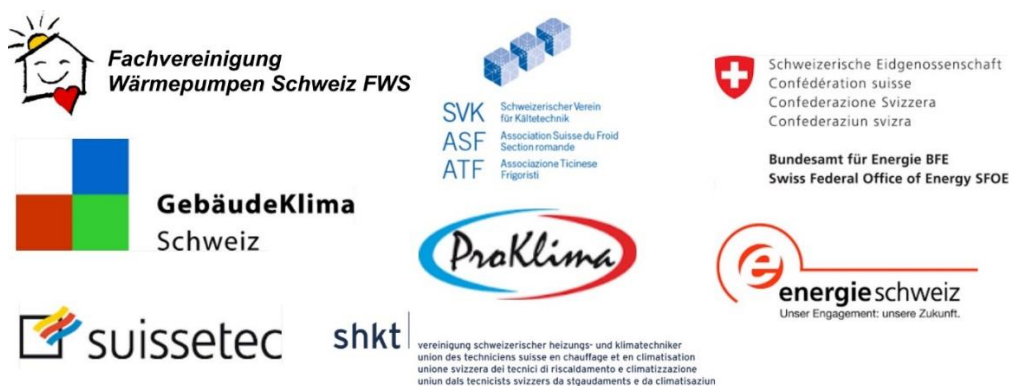 Fachvereinigung
Wärmepumpen Schweiz FWS
SVK Schweizerischer Verein
für Kältetechnik
ASF Association Suisse du Froid
Section romande
ATF Associazione Ticinese
Frigoristi
Schweizerische Eidgenossenschaft
Confédération suisse
Confederazione Svizzera
Confederaziun svizra
Bundesamt für Energie BFE
Swiss Federal Office of Energy SFOE
GebäudeKlima
Schweiz
ProKlima
e
energieschweiz
Unser Engagement: unsere Zukunft.
suissetec
shkt
vereinigung schweizerischer heizungs- und klimatechniker
union des techniciens suisse en chauffage et en climatisation
unione svizzera dei tecnici di riscaldamento e climatizzazione
uniun dals tecnicists svizzers da stgaudaments e da climatisaziun